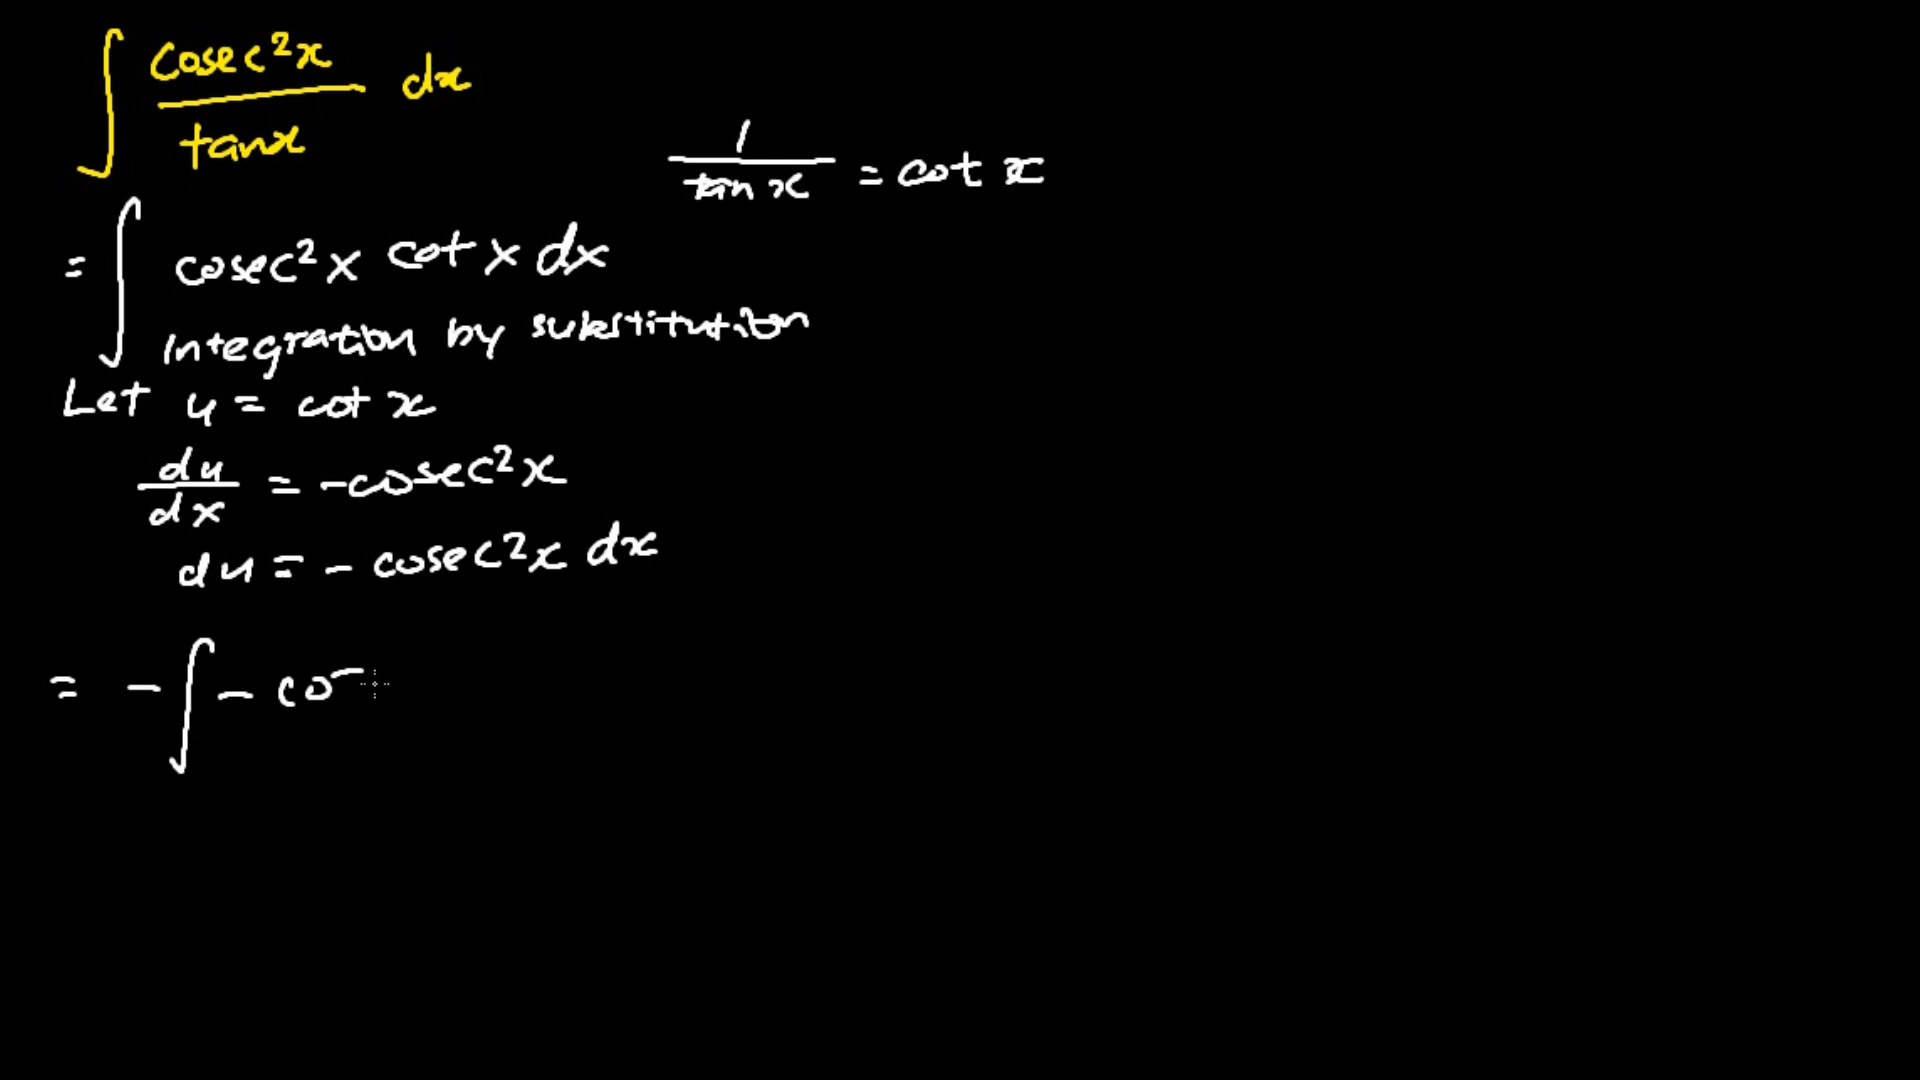 ∫ cosec²x / tanx dx
1 / tan x = cot x
= ∫ cosec²x cot x dx
Integration by substitution
Let u = cot x
du/dx = -cosec²x
du = - cosec²x dx
= - ∫ - co